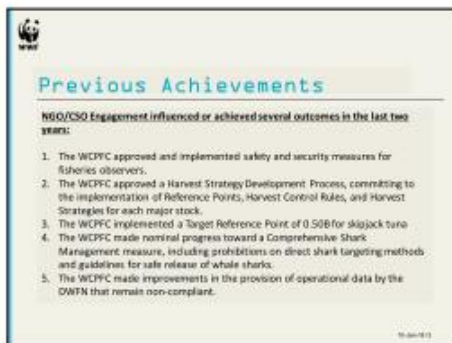 WWF
Previous Achievements
NGO/CSO Engagement influenced or achieved several outcomes in the last two
years:
1. The WCPFC approved and implemented safety and security measures for
fisheries observers.
2. The WCPFC approved a Harvest Strategy Development Process, committing to
the implementation of Reference Points, Harvest Control Rules, and Harvest
Strategies for each major stock.
3. The WCPFC implemented a Target Reference Point of 0.50B for skipjack tuna
4. The WCPFC made nominal progress toward a Comprehensive Shark
Management measure, including prohibitions on direct shark targeting methods
and guidelines for safe release of whale sharks.
5. The WCPFC made improvements in the provision of operational data by the
DWFN that remain non-compliant.